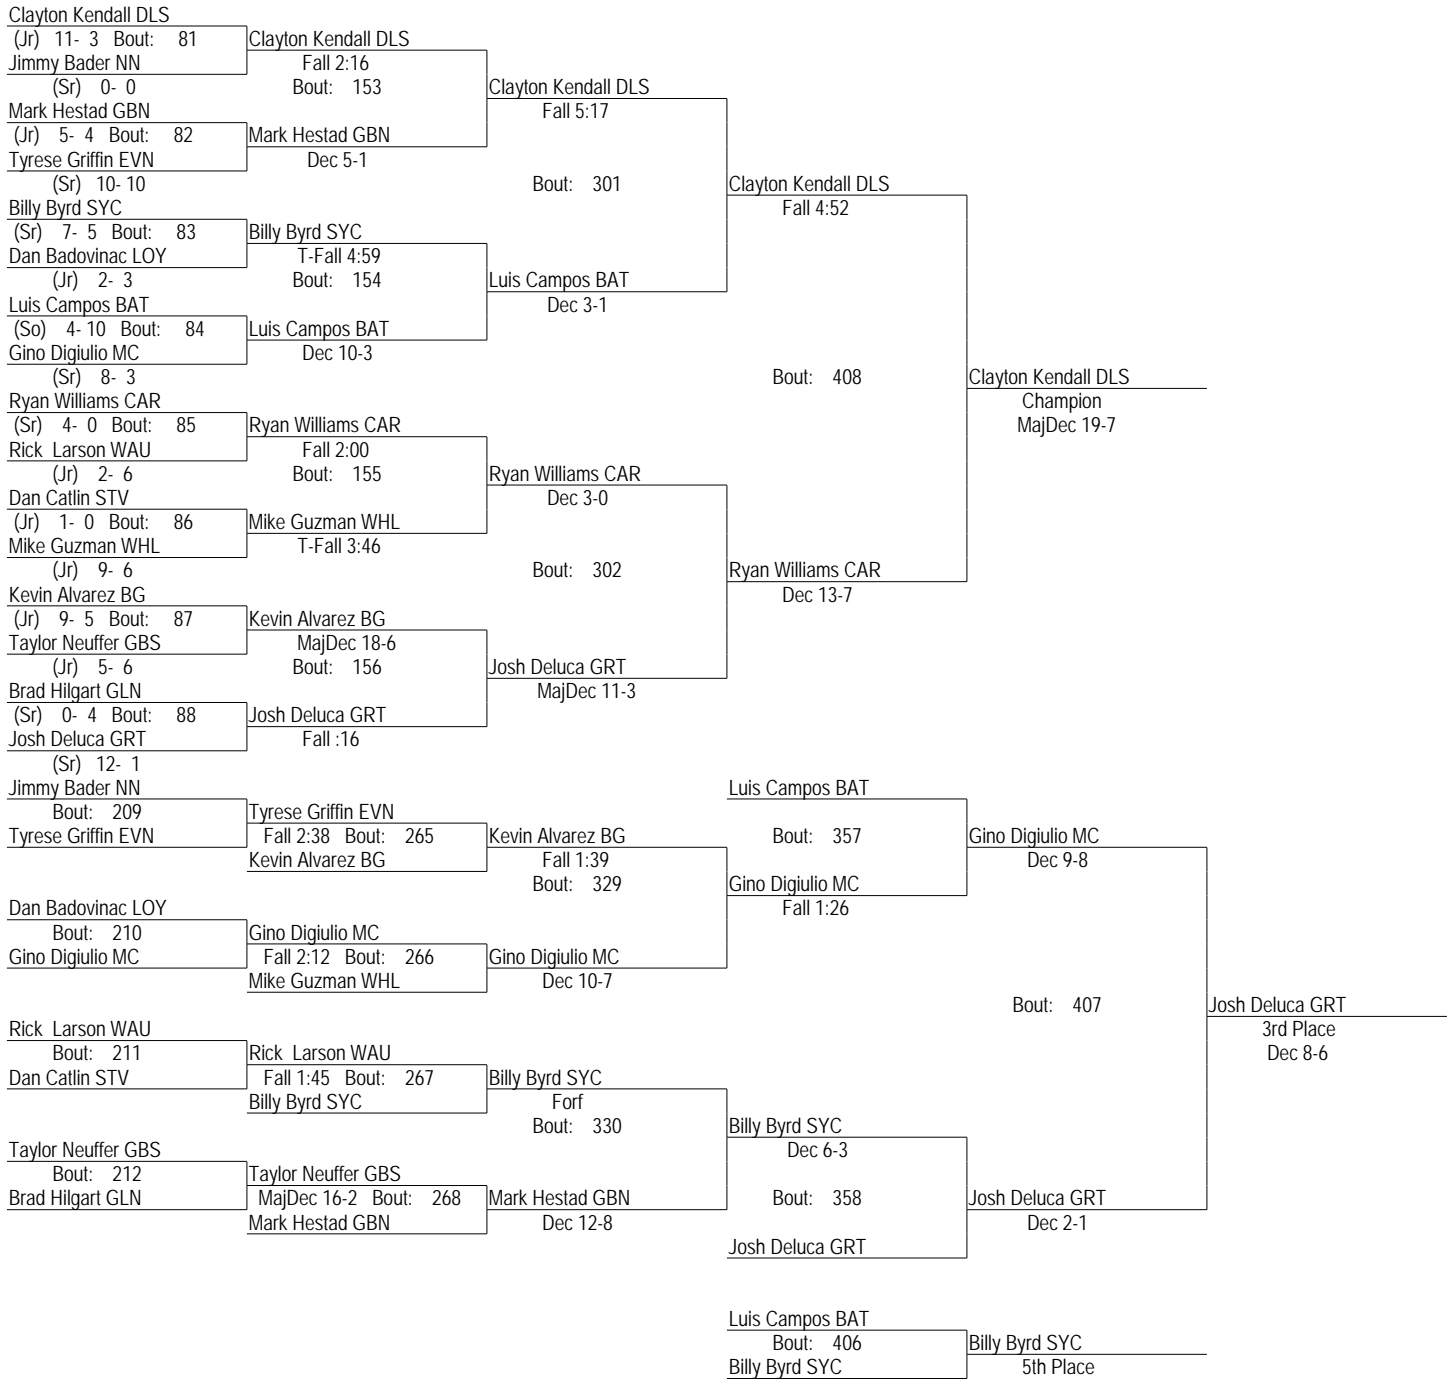 Clayton Kendall DLS
(Jr) 11- 3 Bout: 81 Clayton Kendall DLS
Jimmy Bader NN Fall 2:16
(Sr) 0- 0 Bout: 153 Clayton Kendall DLS
Mark Hestad GBN Fall 5:17
(Jr) 5- 4 Bout: 82 Mark Hestad GBN
Tyrese Griffin EVN Dec 5-1
(Sr) 10- 10 Bout: 301 Clayton Kendall DLS
Billy Byrd SYC Fall 4:52
(Sr) 7- 5 Bout: 83 Billy Byrd SYC
Dan Badovinac LOY T-Fall 4:59
(Jr) 2- 3 Bout: 154 Luis Campos BAT
Luis Campos BAT Dec 3-1
(So) 4- 10 Bout: 84 Luis Campos BAT
Gino Digiulio MC Dec 10-3
(Sr) 8- 3 Bout: 408 Clayton Kendall DLS
Ryan Williams CAR Champion
(Sr) 4- 0 Bout: 85 Ryan Williams CAR MajDec 19-7
Rick Larson WAU Fall 2:00
(Jr) 2- 6 Bout: 155 Ryan Williams CAR
Dan Catlin STV Dec 3-0
(Jr) 1- 0 Bout: 86 Mike Guzman WHL
Mike Guzman WHL T-Fall 3:46
(Jr) 9- 6 Bout: 302 Ryan Williams CAR
Kevin Alvarez BG Dec 13-7
(Jr) 9- 5 Bout: 87 Kevin Alvarez BG
Taylor Neuffer GBS MajDec 18-6
(Jr) 5- 6 Bout: 156 Josh Deluca GRT
Brad Hilgart GLN MajDec 11-3
(Sr) 0- 4 Bout: 88 Josh Deluca GRT
Josh Deluca GRT Fall :16
(Sr) 12- 1
Jimmy Bader NN Luis Campos BAT
Bout: 209 Tyrese Griffin EVN
Tyrese Griffin EVN Fall 2:38 Bout: 265 Kevin Alvarez BG Bout: 357 Gino Digiulio MC
Kevin Alvarez BG Fall 1:39 Dec 9-8
Bout: 329 Gino Digiulio MC
Dan Badovinac LOY Fall 1:26
Bout: 210 Gino Digiulio MC
Gino Digiulio MC Fall 2:12 Bout: 266 Gino Digiulio MC
Mike Guzman WHL Dec 10-7
Bout: 407 Josh Deluca GRT
Rick Larson WAU 3rd Place
Bout: 211 Rick Larson WAU Dec 8-6
Dan Catlin STV Fall 1:45 Bout: 267 Billy Byrd SYC
Billy Byrd SYC Forf
Bout: 330 Billy Byrd SYC
Taylor Neuffer GBS Dec 6-3
Bout: 212 Taylor Neuffer GBS
Brad Hilgart GLN MajDec 16-2 Bout: 268 Mark Hestad GBN Bout: 358 Josh Deluca GRT
Mark Hestad GBN Dec 12-8 Dec 2-1
Josh Deluca GRT
Luis Campos BAT
Bout: 406 Billy Byrd SYC
Billy Byrd SYC 5th Place